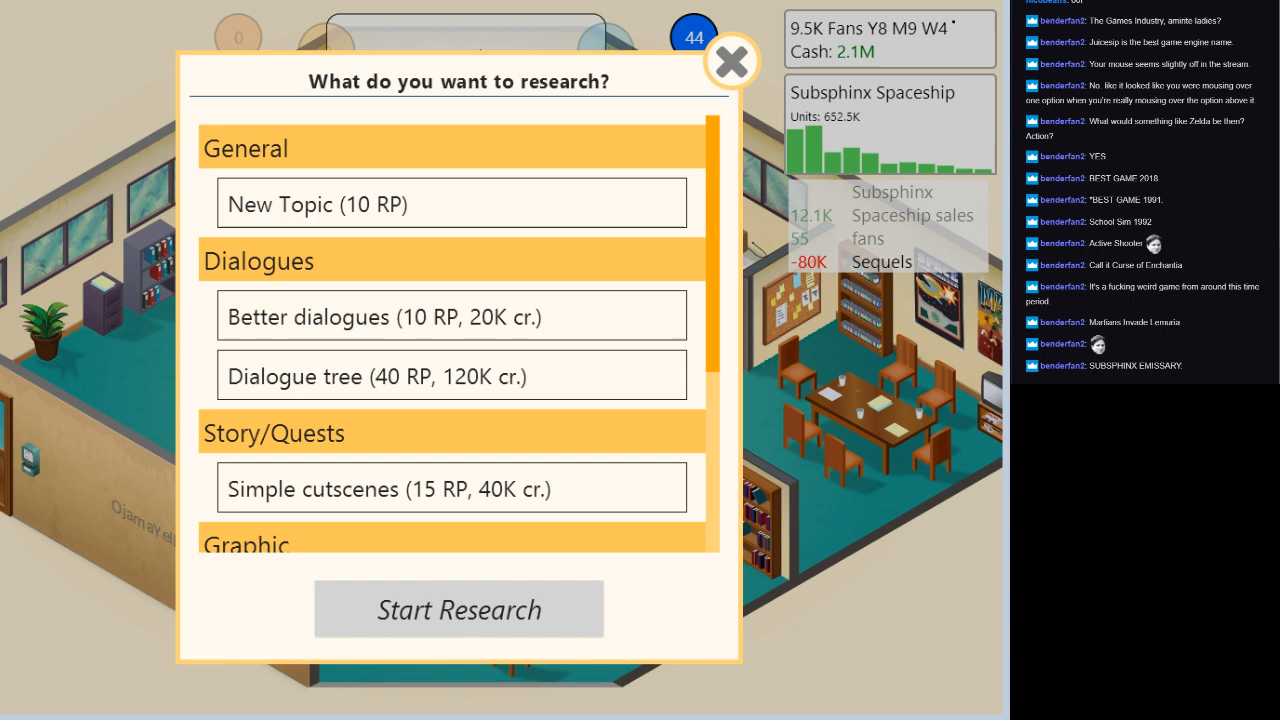 0
44
What do you want to research?
General
New Topic (10 RP)
Dialogues
Better dialogues (10 RP, 20K cr.)
Dialogue tree (40 RP, 120K cr.)
Story/Quests
Simple cutscenes (15 RP, 40K cr.)
Graphic
Start Research
9.5K Fans Y8 M9 W4
Cash: 2.1M
Subsphinx Spaceship
Units: 652.5K
Subsphinx
12.1K Spaceship sales
55 fans
-80K Sequels
benderfan2: The Games Industry, aminte ladies?
benderfan2: Juicesip is the best game engine name.
benderfan2: Your mouse seems slightly off in the stream.
benderfan2: No. like it looked like you were mousing over
one option when you're really mousing over the option above it.
benderfan2: What would something like Zelda be then?
Action?
benderfan2: YES.
benderfan2: BEST GAME 2018.
benderfan2: *BEST GAME 1991.
benderfan2: School Sim 1992
benderfan2: Active Shooter
benderfan2: Call it Curse of Enchantia
benderfan2: It's a fucking weird game from around this time
period
benderfan2: Martians Invade Lemuria
benderfan2:
benderfan2: SUBSPHINX EMISSARY.